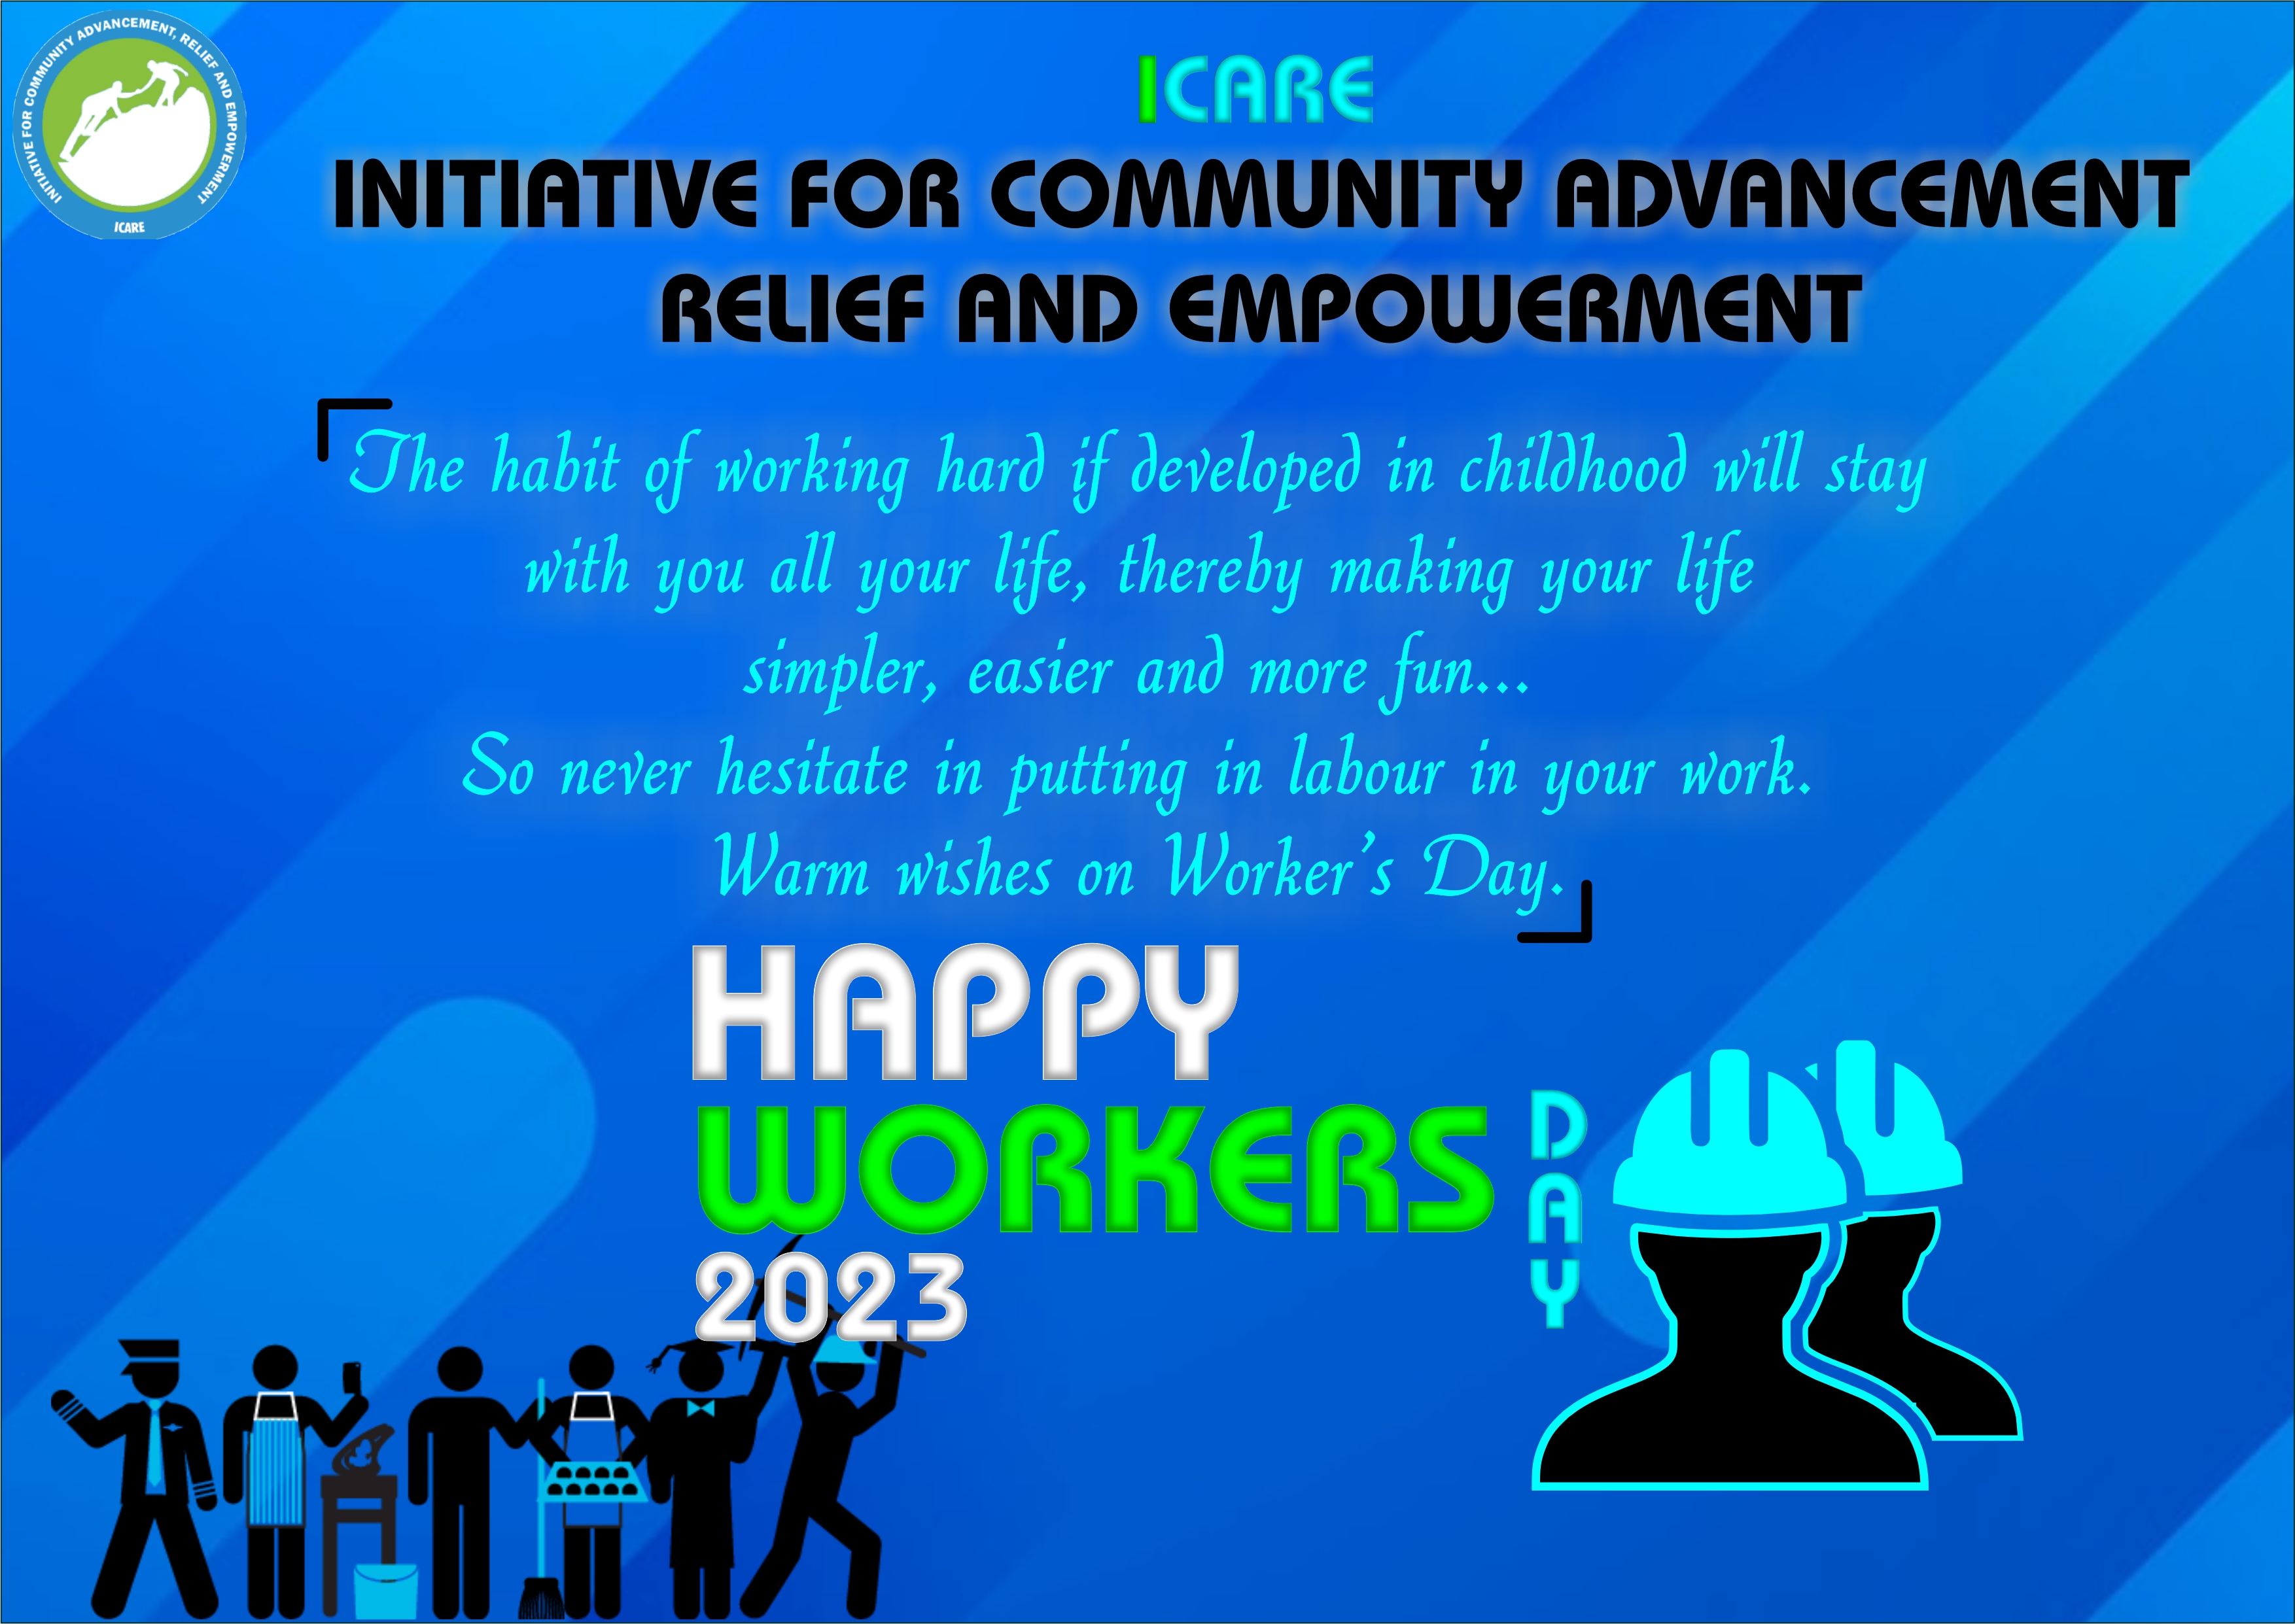 INITIATIVE FOR COMMUNITY ADVANCEMENT, RELIEF AND EMPOWERMENT
ICARE
ICARE
INITIATIVE FOR COMMUNITY ADVANCEMENT
RELIEF AND EMPOWERMENT
The habit of working hard if developed in childhood will stay
with you all your life, thereby making your life
simpler, easier and more fun...
So never hesitate in putting in labour in your work.
Warm wishes on Worker’s Day.
HAPPY
WORKERS
DAY
2023